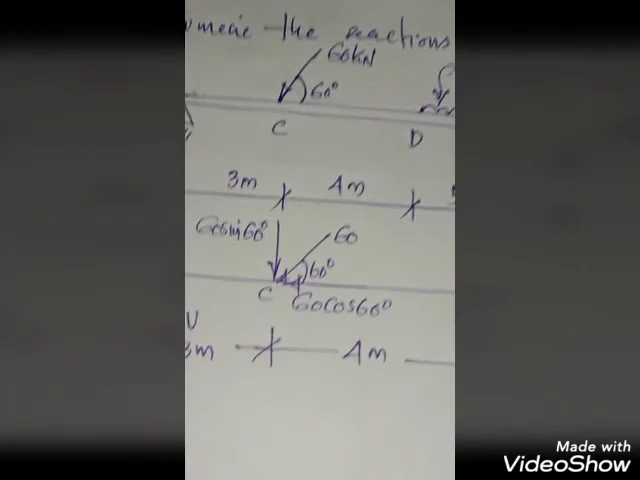 the reactions
60KN
60°
C D
3m 4m
60sin60° 60
60°
C 60cos60°
3m 4m
Made with
VideoShow